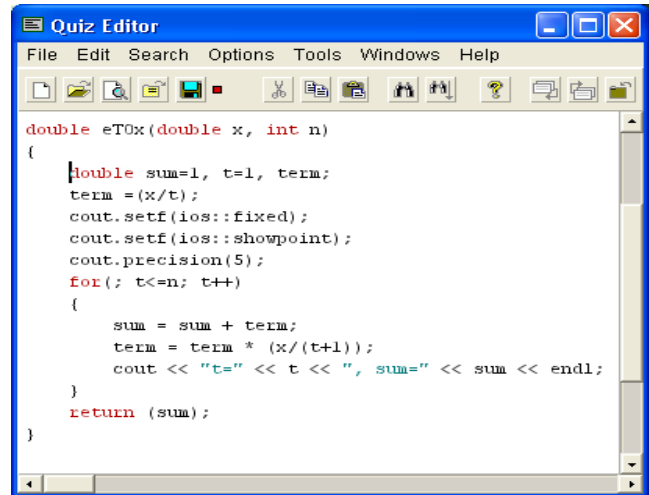 Quiz Editor
File Edit Search Options Tools Windows Help
double eTOx(double x, int n)
{
    double sum=1, t=1, term;
    term =(x/t);
    cout.setf(ios::fixed);
    cout.setf(ios::showpoint);
    cout.precision(5);
    for(; t<=n; t++)
    {
        sum = sum + term;
        term = term * (x/(t+1));
        cout << "t=" << t << ", sum=" << sum << endl;
    }
    return (sum);
}